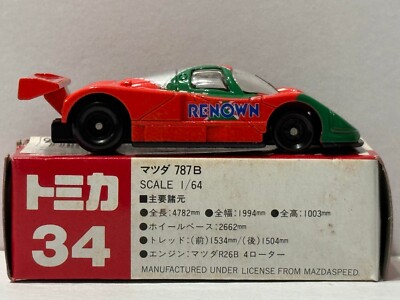 RENOWN
トミカ
34
マツダ 787B
SCALE 1/64
■主要諸元
●全長:4782mm ●全幅:1994mm ●全高:1003mm
●ホイールベース:2662mm
●トレッド:(前)1534mm/(後)1504mm
●エンジン:マツダR26B 4ローター
MANUFACTURED UNDER LICENSE FROM MAZDASPEED.